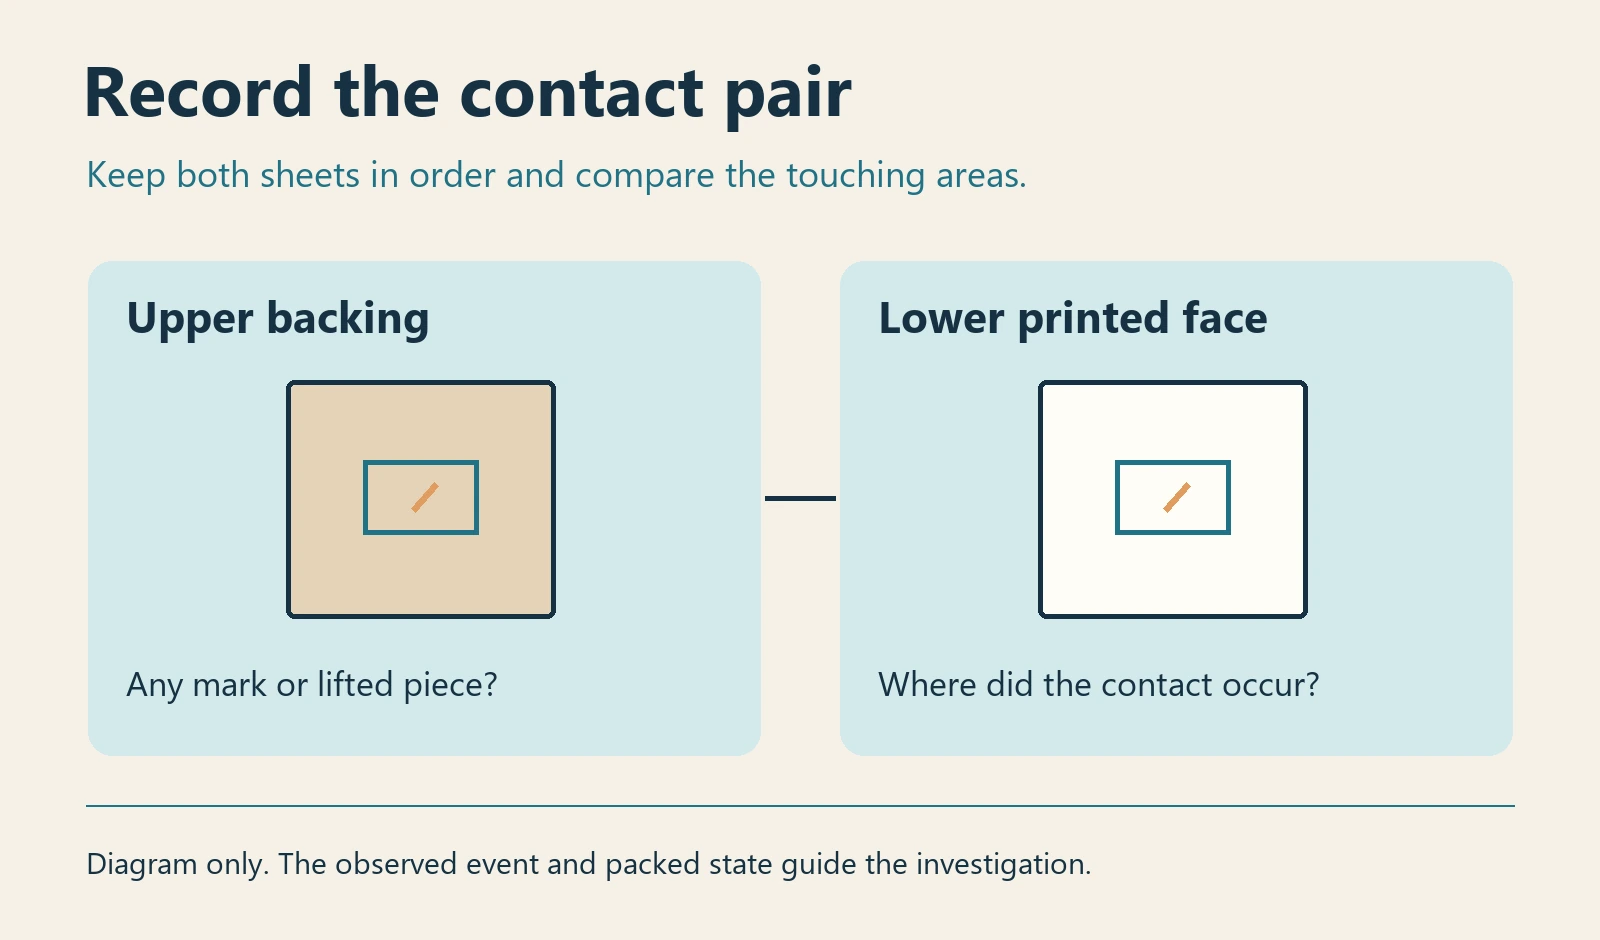 Record the contact pair
Keep both sheets in order and compare the touching areas.
Upper backing
Any mark or lifted piece?
Lower printed face
Where did the contact occur?
Diagram only. The observed event and packed state guide the investigation.